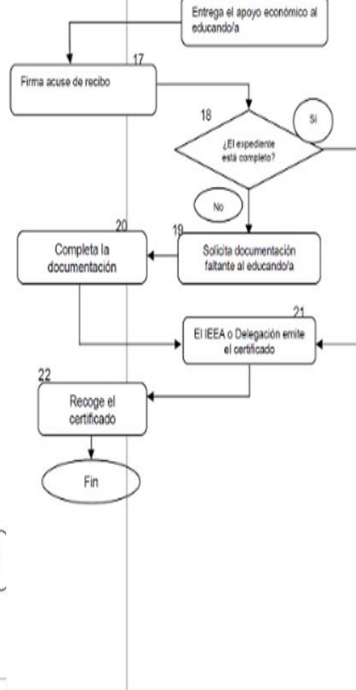 Entrega el apoyo económico al
educando/a
17
Firma acuse de recibo
18
Si
¿El expediente
está completo?
No
20
19
Completa la
documentación
Solicita documentación
faltante al educando/a
21
El IEEA o Delegación emite
el certificado
22
Recoge el
certificado
Fin